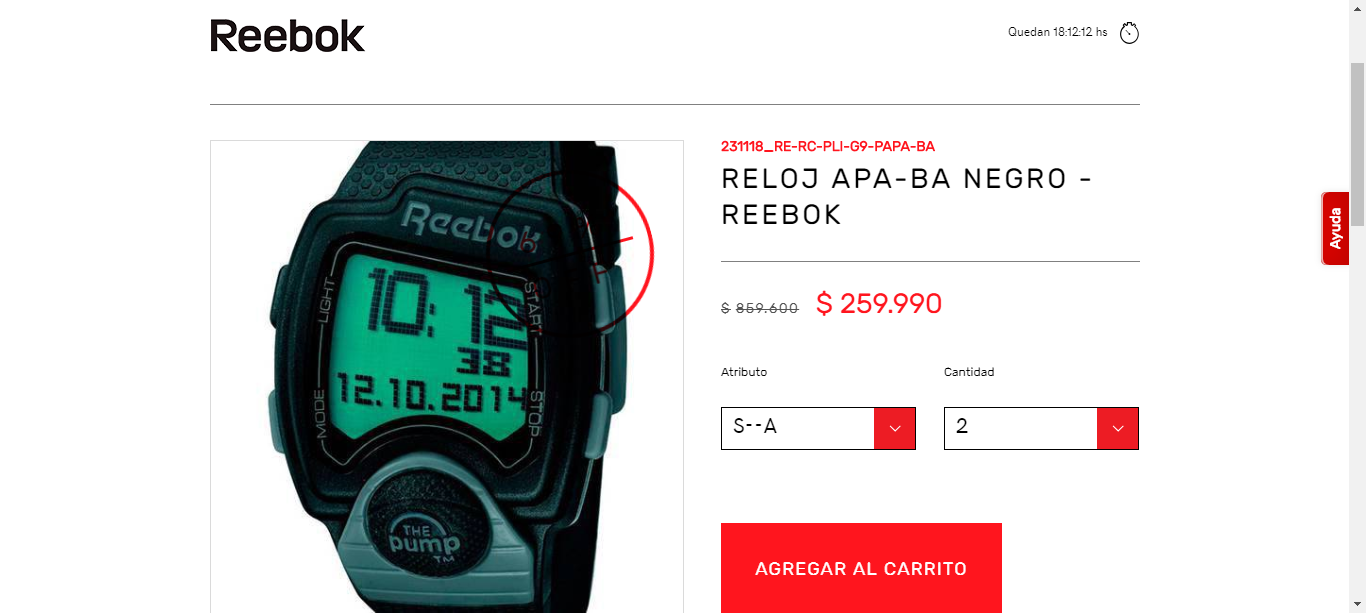 Reebok
Quedan 18:12:12 hs
231118_RE-RC-PLI-G9-PAPA-BA
RELOJ APA-BA NEGRO -
REEBOK
$ 859.600 $ 259.990
Atributo Cantidad
S--A 2
AGREGAR AL CARRITO
Ayuda
Reebok
LIGHT
START
10:12
38
12.10.2014
MODE
STOP
THE
pump
TM